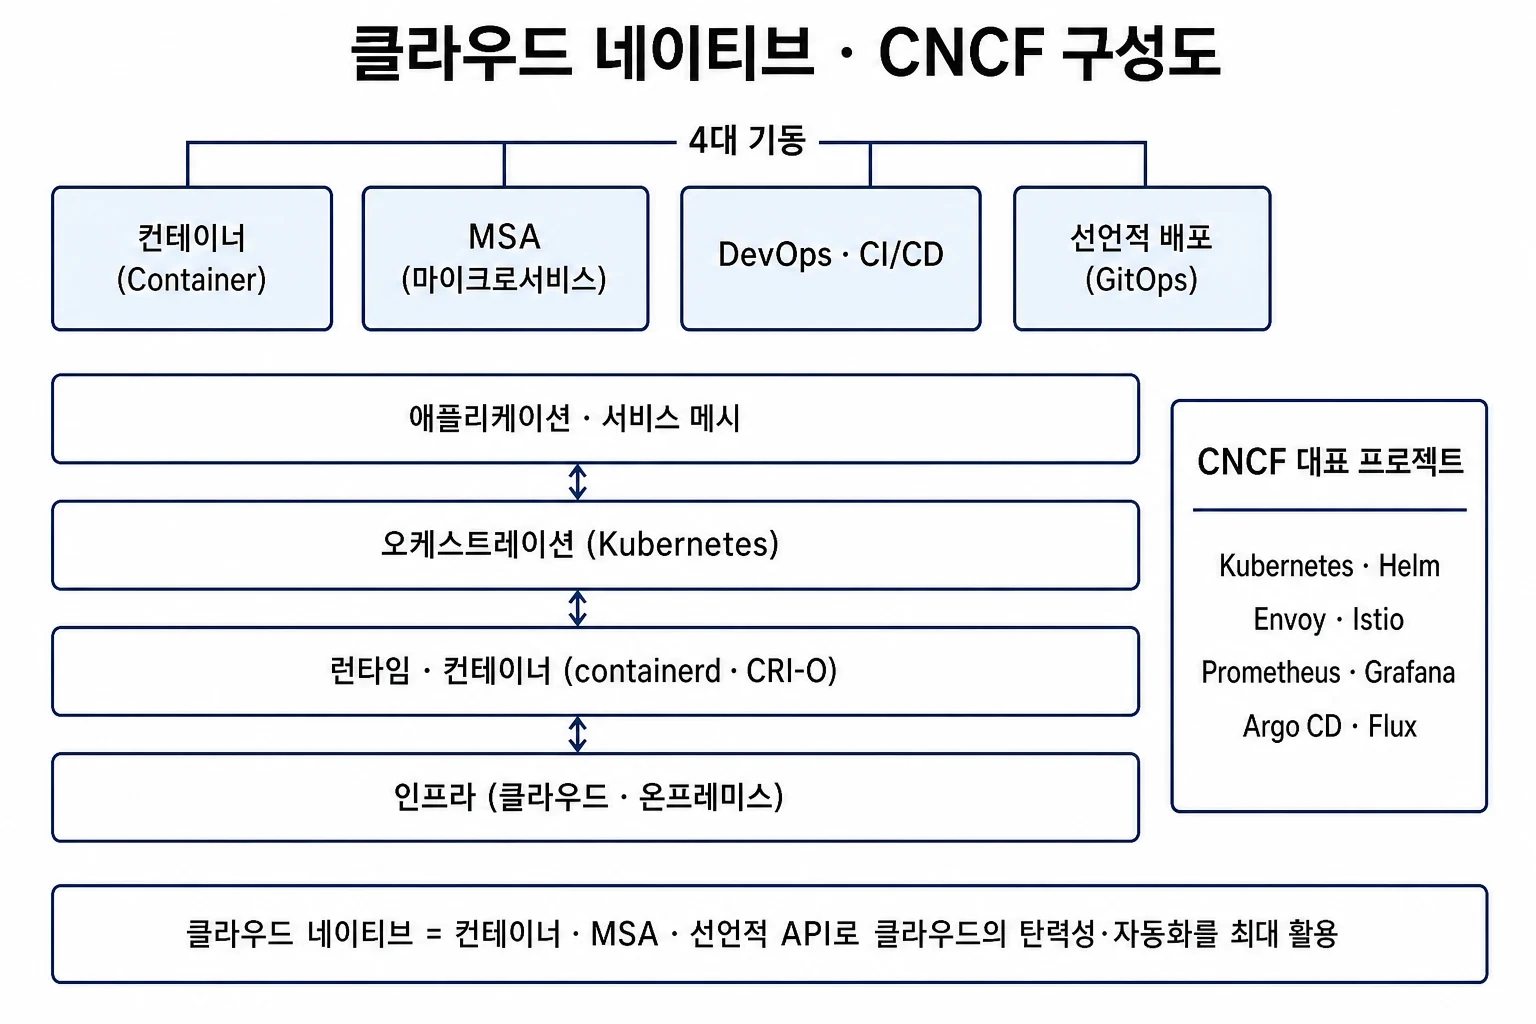 클라우드 네이티브 · CNCF 구성도
4대 기동
컨테이너
(Container)
MSA
(마이크로서비스)
DevOps · CI/CD
선언적 배포
(GitOps)
애플리케이션 · 서비스 메시
오케스트레이션 (Kubernetes)
런타임 · 컨테이너 (containerd · CRI-O)
인프라 (클라우드 · 온프레미스)
CNCF 대표 프로젝트
Kubernetes · Helm
Envoy · Istio
Prometheus · Grafana
Argo CD · Flux
클라우드 네이티브 = 컨테이너 · MSA · 선언적 API로 클라우드의 탄력성·자동화를 최대 활용